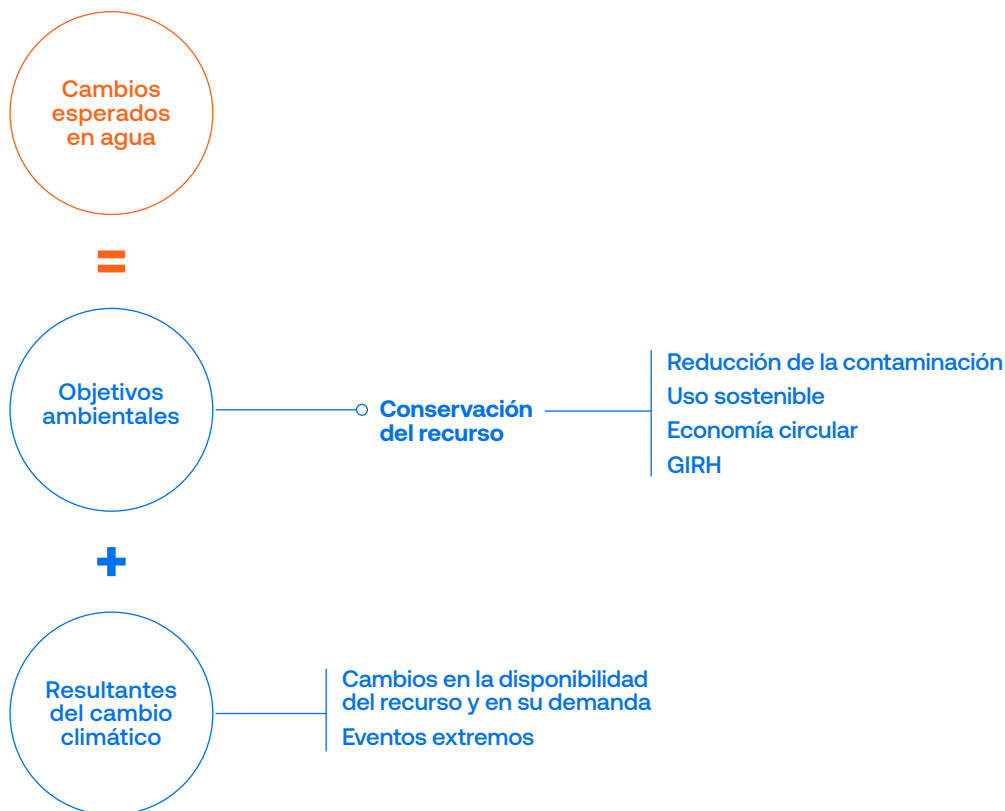 Cambios
esperados
en agua
=
Objetivos
ambientales
Conservación
del recurso
Reducción de la contaminación
Uso sostenible
Economía circular
GIRH
+
Resultantes
del cambio
climático
Cambios en la disponibilidad
del recurso y en su demanda
Eventos extremos